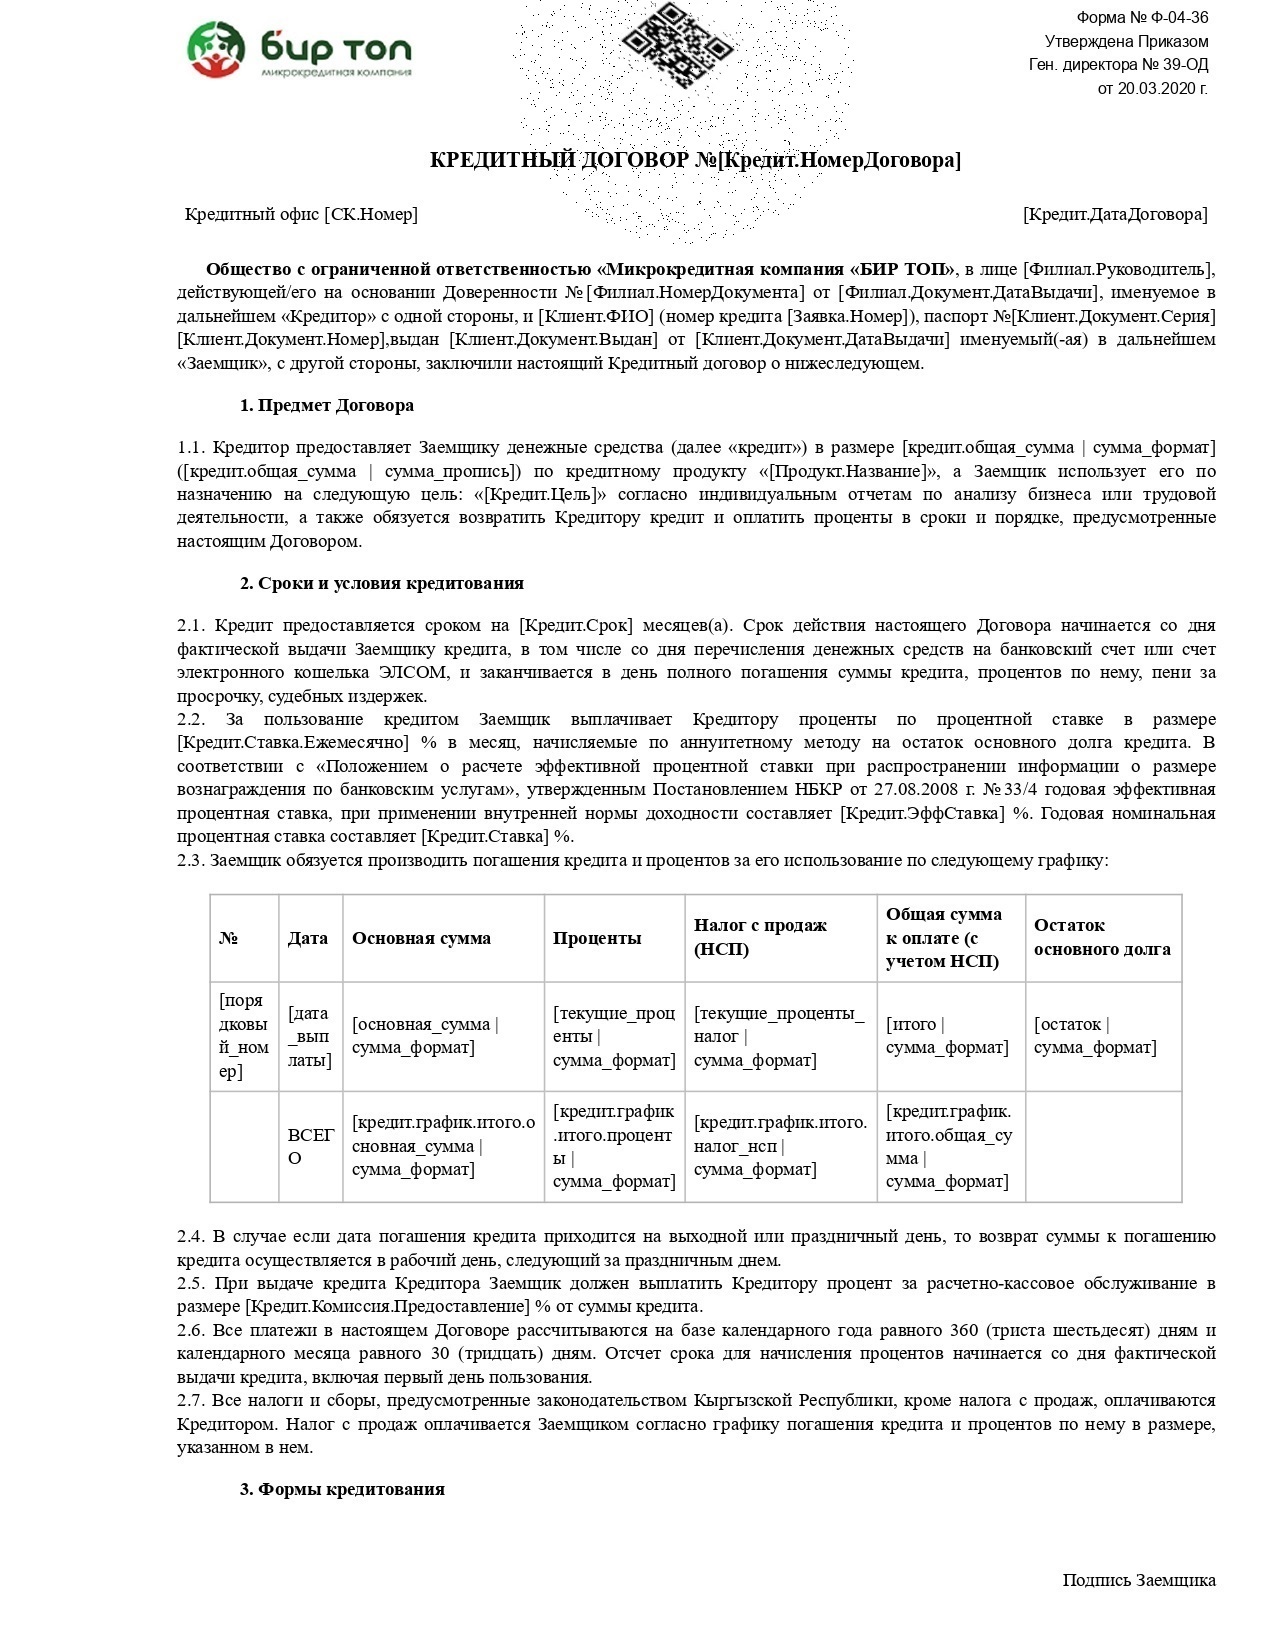 бир топ
микрокредитная компания
Форма № Ф-04-36
Утверждена Приказом
Ген. директора № 39-ОД
от 20.03.2020 г.
КРЕДИТНЫЙ ДОГОВОР №[Кредит.НомерДоговора]
Кредитный офис [СК.Номер]
[Кредит.ДатаДоговора]
Общество с ограниченной ответственностью «Микрокредитная компания «БИР ТОП», в лице [Филиал.Руководитель],
действующей/его на основании Доверенности №[Филиал.НомерДокумента] от [Филиал.Документ.ДатаВыдачи], именуемое в
дальнейшем «Кредитор» с одной стороны, и [Клиент.ФИО] (номер кредита [Заявка.Номер]), паспорт №[Клиент.Документ.Серия]
[Клиент.Документ.Номер],выдан [Клиент.Документ.Выдан] от [Клиент.Документ.ДатаВыдачи] именуемый(-ая) в дальнейшем
«Заемщик», с другой стороны, заключили настоящий Кредитный договор о нижеследующем.
1. Предмет Договора
1.1. Кредитор предоставляет Заемщику денежные средства (далее «кредит») в размере [кредит.общая_сумма | сумма_формат]
([кредит.общая_сумма | сумма_пропись]) по кредитному продукту «[Продукт.Название]», а Заемщик использует его по
назначению на следующую цель: «[Кредит.Цель]» согласно индивидуальным отчетам по анализу бизнеса или трудовой
деятельности, а также обязуется возвратить Кредитору кредит и оплатить проценты в сроки и порядке, предусмотренные
настоящим Договором.
2. Сроки и условия кредитования
2.1. Кредит предоставляется сроком на [Кредит.Срок] месяцев(а). Срок действия настоящего Договора начинается со дня
фактической выдачи Заемщику кредита, в том числе со дня перечисления денежных средств на банковский счет или счет
электронного кошелька ЭЛСОМ, и заканчивается в день полного погашения суммы кредита, процентов по нему, пени за
просрочку, судебных издержек.
2.2. За пользование кредитом Заемщик выплачивает Кредитору проценты по процентной ставке в размере
[Кредит.Ставка.Ежемесячно] % в месяц, начисляемые по аннуитетному методу на остаток основного долга кредита. В
соответствии с «Положением о расчете эффективной процентной ставки при распространении информации о размере
вознаграждения по банковским услугам», утвержденным Постановлением НБКР от 27.08.2008 г. №33/4 годовая эффективная
процентная ставка, при применении внутренней нормы доходности составляет [Кредит.ЭффСтавка] %. Годовая номинальная
процентная ставка составляет [Кредит.Ставка] %.
2.3. Заемщик обязуется производить погашения кредита и процентов за его использование по следующему графику:
№
Дата
Основная сумма
Проценты
Налог с продаж
(НСП)
Общая сумма
к оплате (с
учетом НСП)
Остаток
основного долга
[поря
дковы
й_ном
ер]
[дата
_вып
латы]
[основная_сумма |
сумма_формат]
[текущие_проц
енты |
сумма_формат]
[текущие_проценты_
налог |
сумма_формат]
[итого |
сумма_формат]
[остаток |
сумма_формат]
ВСЕГ
О
[кредит.график.итого.о
сновная_сумма |
сумма_формат]
[кредит.график
.итого.процент
ы |
сумма_формат]
[кредит.график.итого.
налог_нсп |
сумма_формат]
[кредит.график.
итого.общая_су
мма |
сумма_формат]
2.4. В случае если дата погашения кредита приходится на выходной или праздничный день, то возврат суммы к погашению
кредита осуществляется в рабочий день, следующий за праздничным днем.
2.5. При выдаче кредита Кредитора Заемщик должен выплатить Кредитору процент за расчетно-кассовое обслуживание в
размере [Кредит.Комиссия.Предоставление] % от суммы кредита.
2.6. Все платежи в настоящем Договоре рассчитываются на базе календарного года равного 360 (триста шестьдесят) дням и
календарного месяца равного 30 (тридцать) дням. Отсчет срока для начисления процентов начинается со дня фактической
выдачи кредита, включая первый день пользования.
2.7. Все налоги и сборы, предусмотренные законодательством Кыргызской Республики, кроме налога с продаж, оплачиваются
Кредитором. Налог с продаж оплачивается Заемщиком согласно графику погашения кредита и процентов по нему в размере,
указанном в нем.
3. Формы кредитования
Подпись Заемщика